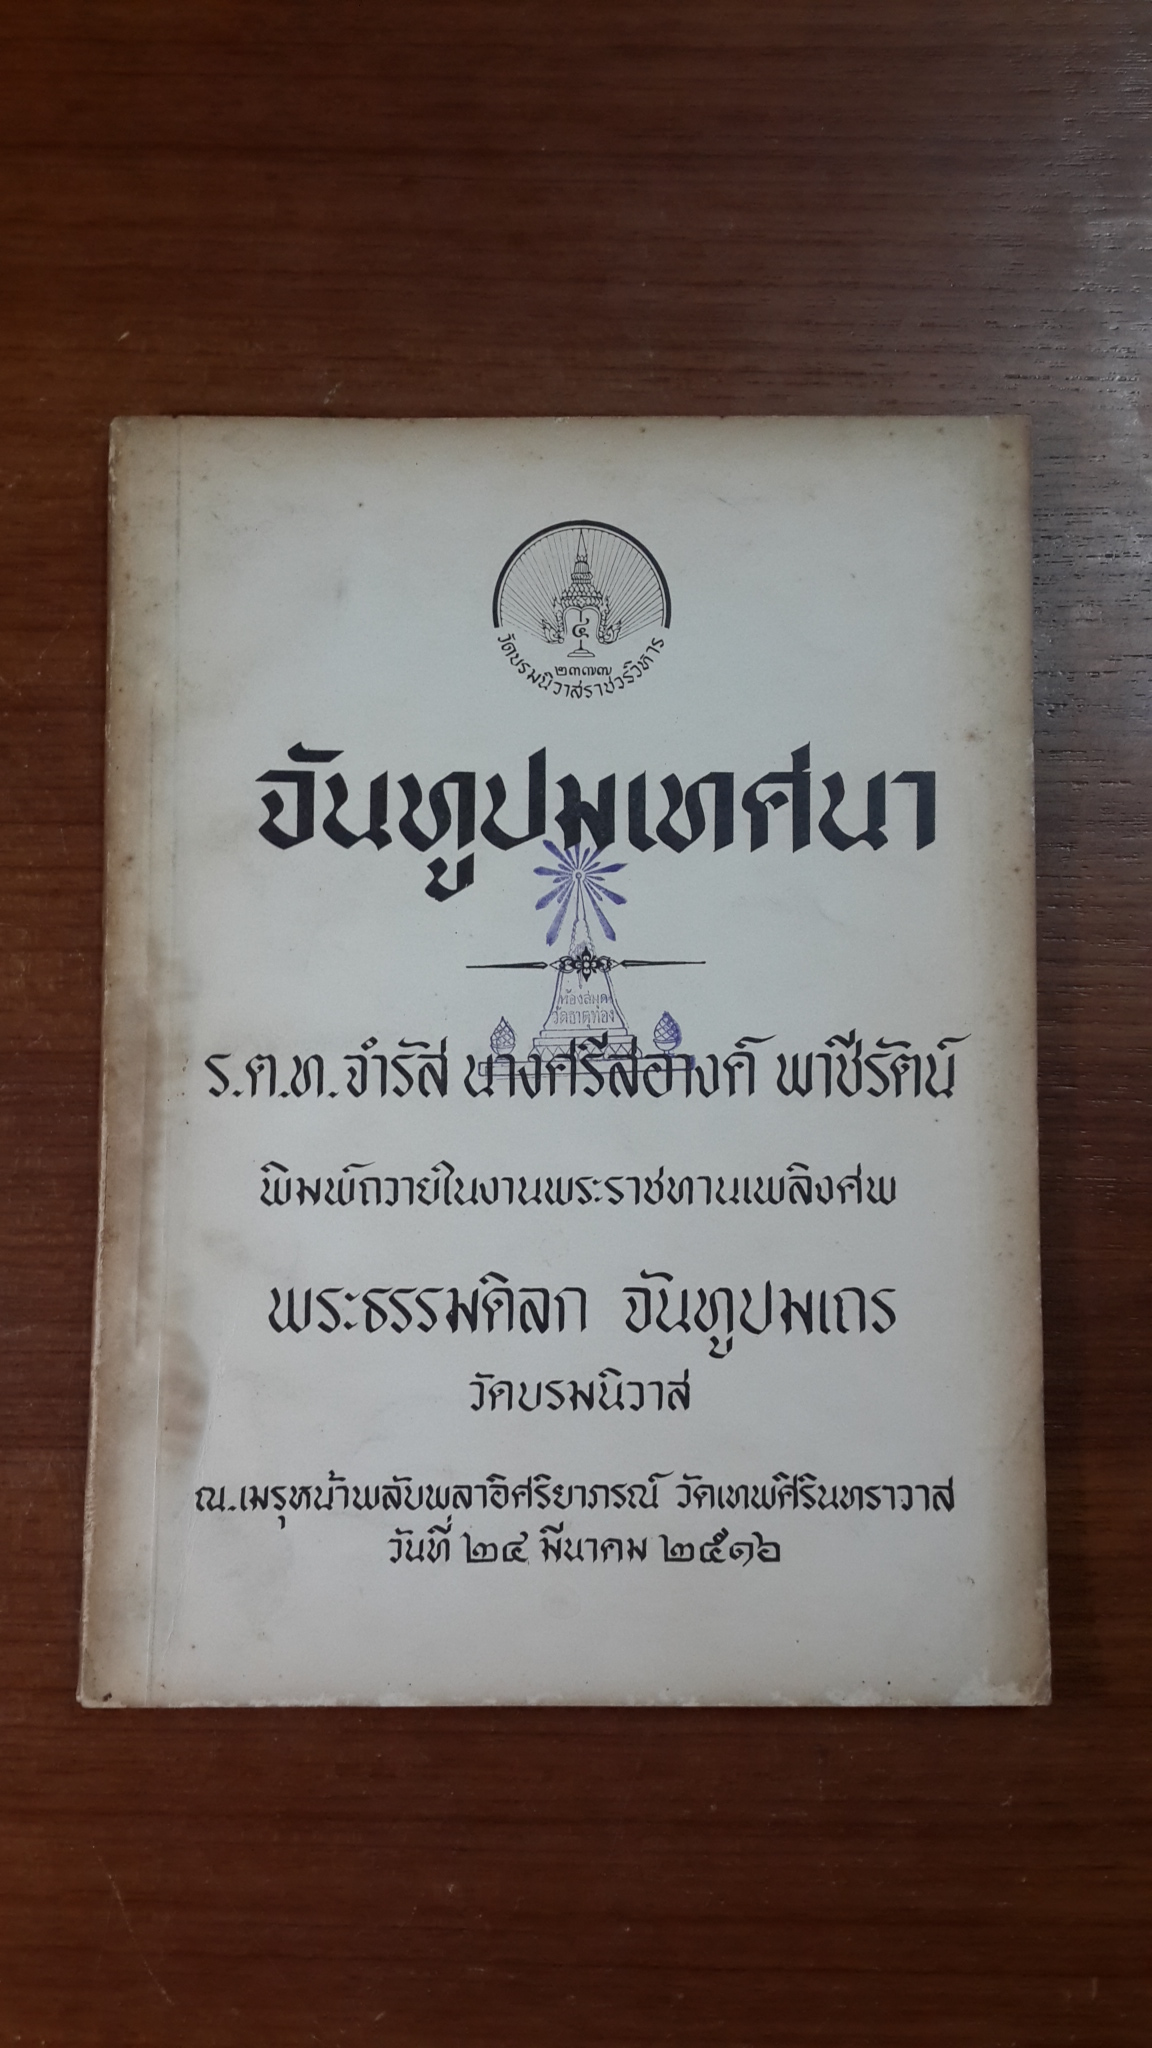 ๔
๒๓๗๗
วัดบรมนิวาสราชวรวิหาร
จันทูปมเทศนา
ห้องสมุด
วัดธาตุทอง
ร.ต.ท.จำรัส นางศรีสอางค์ พาชีรัตน์
พิมพ์ถวายในงานพระราชทานเพลิงศพ
พระธรรมดิลก จันทูปมเถร
วัดบรมนิวาส
ณ.เมรุหน้าพลับพลาอิศริยาภรณ์ วัดเทพศิรินทราวาส
วันที่ ๒๔ มีนาคม ๒๕๑๖